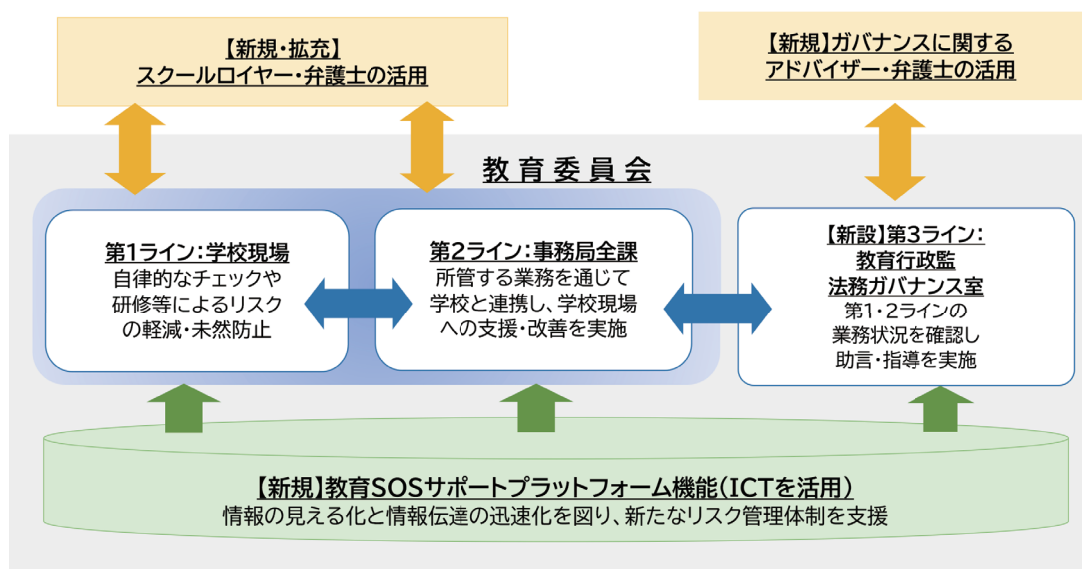 【新規・拡充】
スクールロイヤー・弁護士の活用
【新規】ガバナンスに関する
アドバイザー・弁護士の活用
教育委員会
第1ライン：学校現場
自律的なチェックや
研修等によるリスク
の軽減・未然防止
第2ライン：事務局全課
所管する業務を通じて
学校と連携し、学校現場
への支援・改善を実施
【新設】第3ライン：
教育行政監
法務ガバナンス室
第1・2ラインの
業務状況を確認し
助言・指導を実施
【新規】教育SOSサポートプラットフォーム機能（ICTを活用）
情報の見える化と情報伝達の迅速化を図り、新たなリスク管理体制を支援